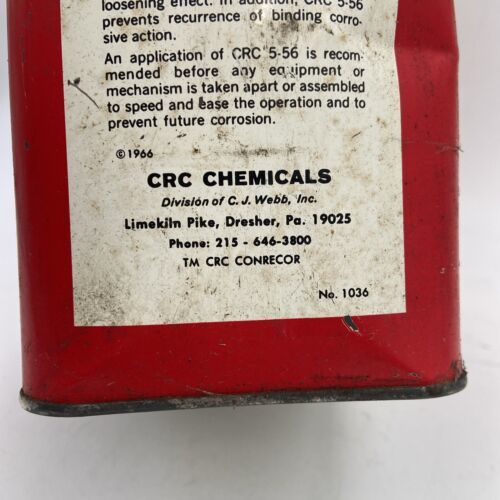 loosening effect. In addition, CRC 5-56
prevents recurrence of binding corro-
sive action.
An application of CRC 5-56 is recom-
mended before any equipment or
mechanism is taken apart or assembled
to speed and ease the operation and to
prevent future corrosion.
©1966
CRC CHEMICALS
Division of C. J. Webb, Inc.
Limekiln Pike, Dresher, Pa. 19025
Phone: 215 - 646-3800
TM CRC CONRECOR
No. 1036